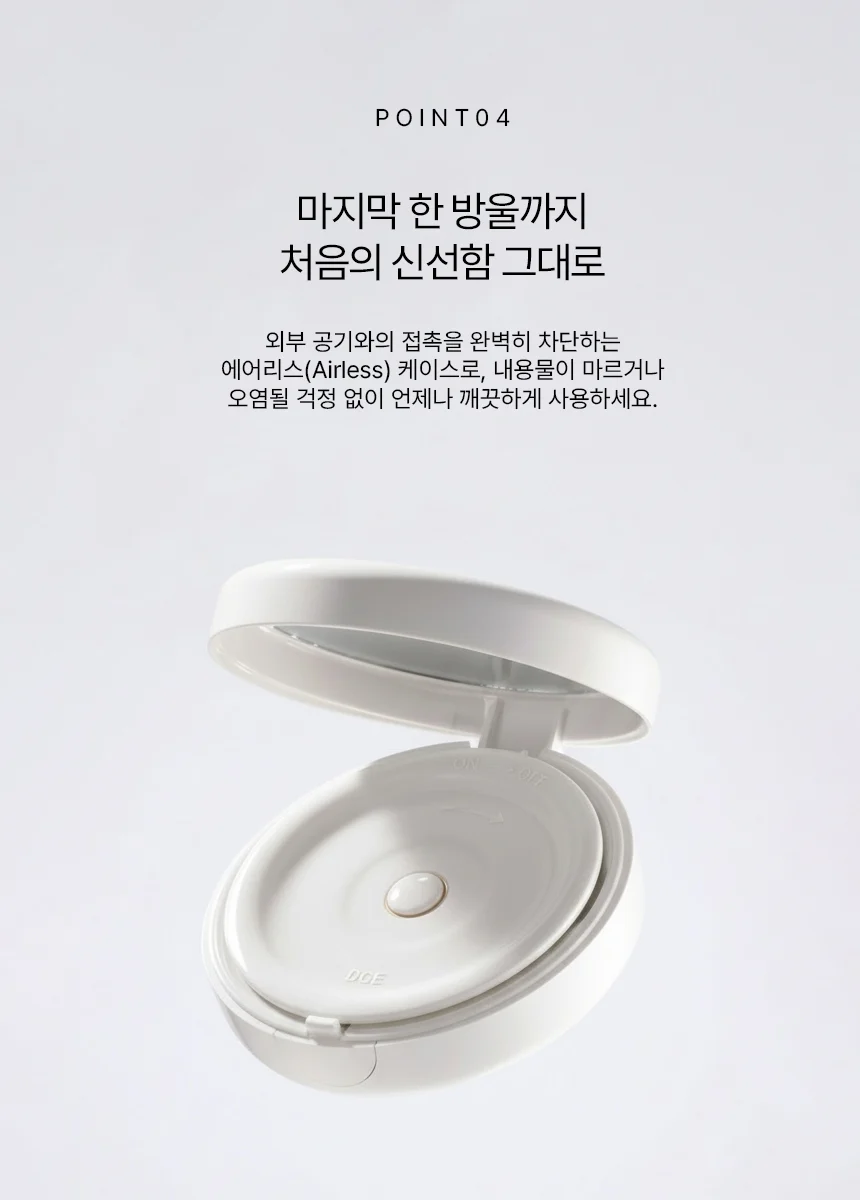 POINT04
마지막 한 방울까지
처음의 신선함 그대로
외부 공기와의 접촉을 완벽히 차단하는
에어리스(Airless) 케이스로, 내용물이 마르거나
오염될 걱정 없이 언제나 깨끗하게 사용하세요.
ON
OFF